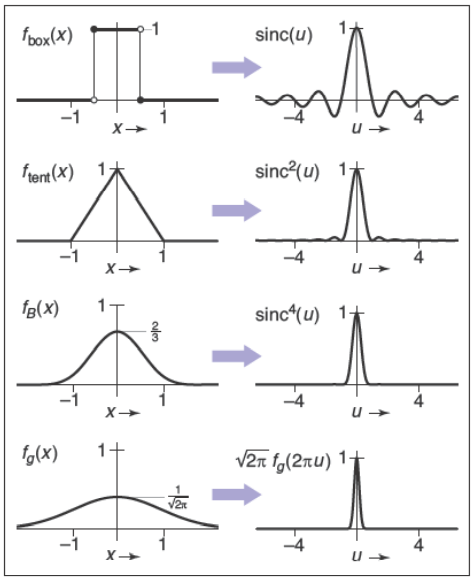 f_box(x) 1 sinc(u) 1
−1 1 −4 4
x→ u→
f_tent(x) 1 sinc²(u) 1
−1 1 −4 4
x→ u→
f_B(x) 1 2/3 sinc⁴(u) 1
−1 1 −4 4
x→ u→
f_g(x) 1 1/√2π √2π f_g(2πu) 1
−1 1 −4 4
x→ u→